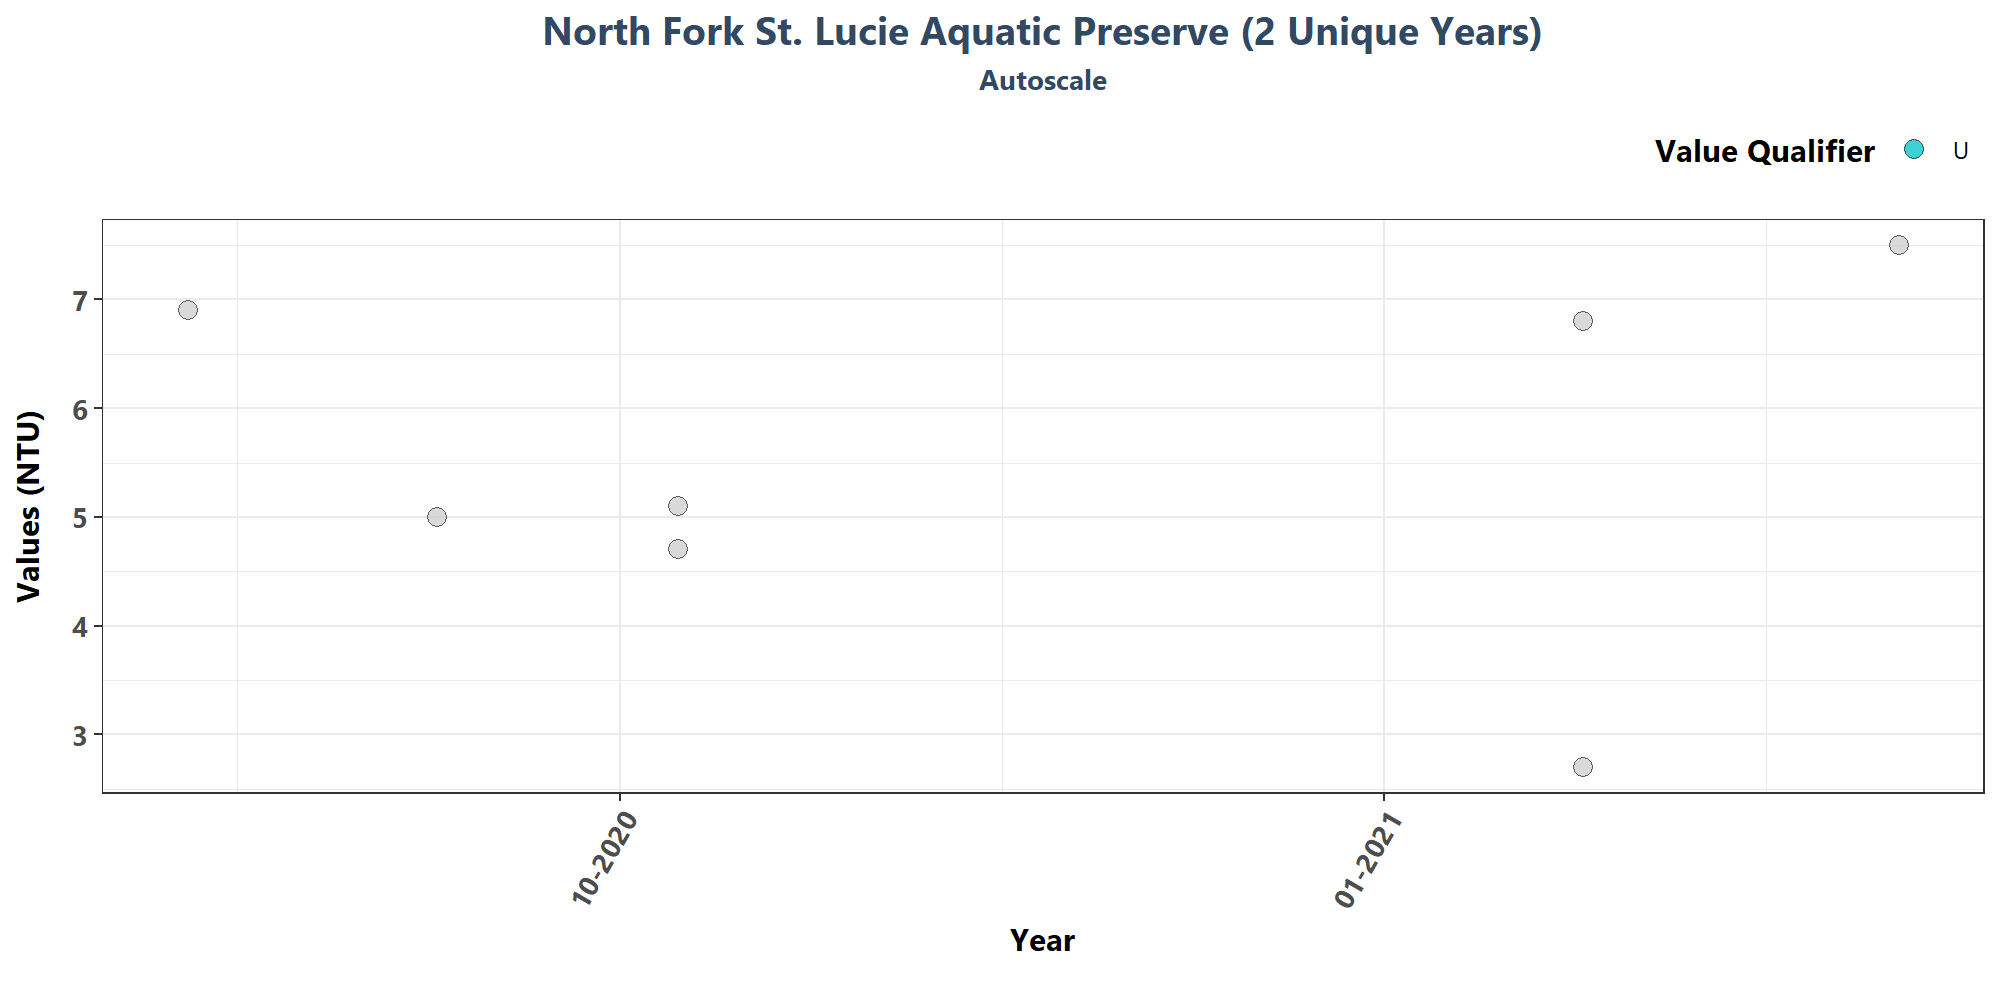 North Fork St. Lucie Aquatic Preserve (2 Unique Years)
Autoscale
Value Qualifier U
Values (NTU)
7
6
5
4
3
10-2020
01-2021
Year